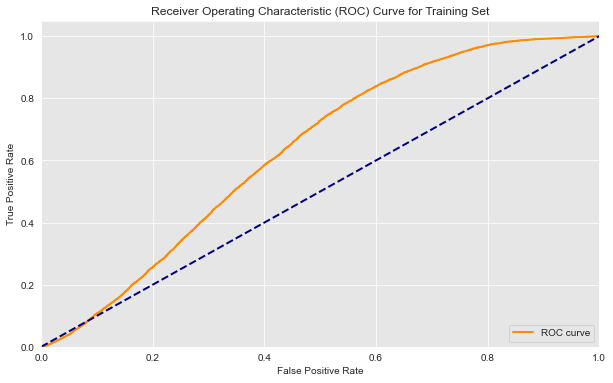 Receiver Operating Characteristic (ROC) Curve for Training Set
1.0
0.8
0.6
0.4
0.2
0.0
True Positive Rate
0.0 0.2 0.4 0.6 0.8 1.0
False Positive Rate
ROC curve